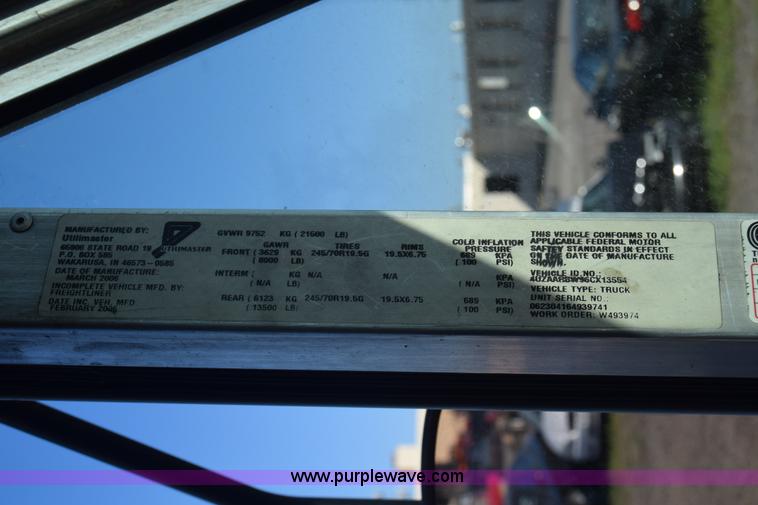 MANUFACTURED BY:
Utilimaster
65906 STATE ROAD 19
P.O. BOX 585
WAKARUSA, IN 46573-0585
DATE OF MANUFACTURE:
MARCH 2006
INCOMPLETE VEHICLE MFD. BY:
FREIGHTLINER
DATE INC. VEH. MFD.
FEBRUARY 2006
UTILIMASTER
GVWR 9752 KG ( 21500 LB)
GAWR TIRES RIMS
FRONT ( 3629 KG 245/70R19.5G 19.5X6.75
( 8000 LB)
INTERM ( KG N/A N/A
( N/A LB)
REAR ( 6123 KG 245/70R19.5G 19.5X6.75
( 13500 LB)
COLD INFLATION
PRESSURE
689 KPA
( 100 PSI)
KPA
( N/A PSI)
689 KPA
( 100 PSI)
THIS VEHICLE CONFORMS TO ALL
APPLICABLE FEDERAL MOTOR
SAFETY STANDARDS IN EFFECT
ON THE DATE OF MANUFACTURE
SHOWN.
VEHICLE ID.NO.
VEHICLE TYPE: TRUCK
UNIT SERIAL NO.
062304164939741
WORK ORDER: W493974
www.purplewave.com